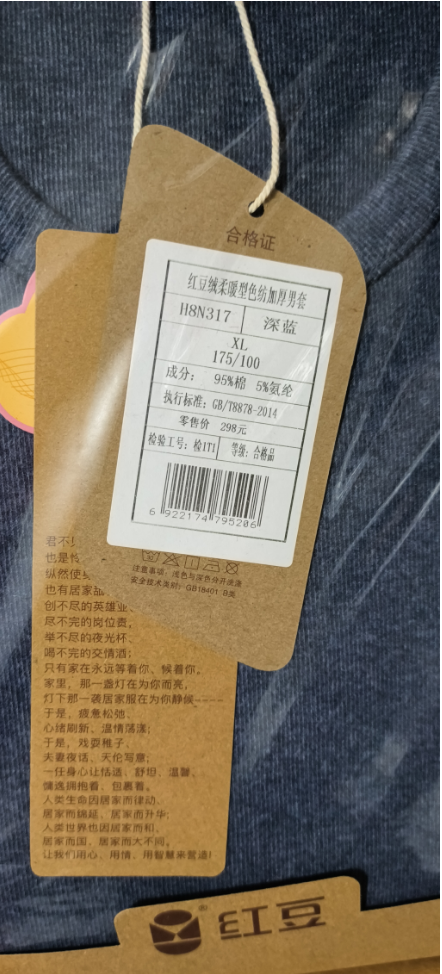 合格证
红豆绒柔暖型色纺加厚男套
H8N317 深蓝
XL
175/100
成分： 95%棉 5%氨纶
执行标准：GB/T8878-2014
零售价 298元
检验工号：检1T1 等级：合格品
6 922174 795206
注意事项：浅色与深色分开洗涤
安全技术类别：GB18401 B类
君不!
也是怜
纵然使
也有居家
创不尽的英雄业
尽不完的岗位责,
举不尽的夜光杯、
喝不完的交情酒;
只有家在永远等着你、候着你。
家里，那一盏灯在为你而亮，
灯下那一袭居家服在为你静候----
于是，疲惫松弛、
心绪刷新、温情荡漾;
于是，戏耍稚子、
夫妻夜话、天伦写意;
一任身心让恬适、舒坦、温馨、
慵逸拥抱着、包裹着。
人类生命因居家而律动、
居家而绵延、居家而升华;
人类世界也因居家而和、
居家而国、居家而大不同。
让我们用心、用情、用智慧来营造!
红豆®